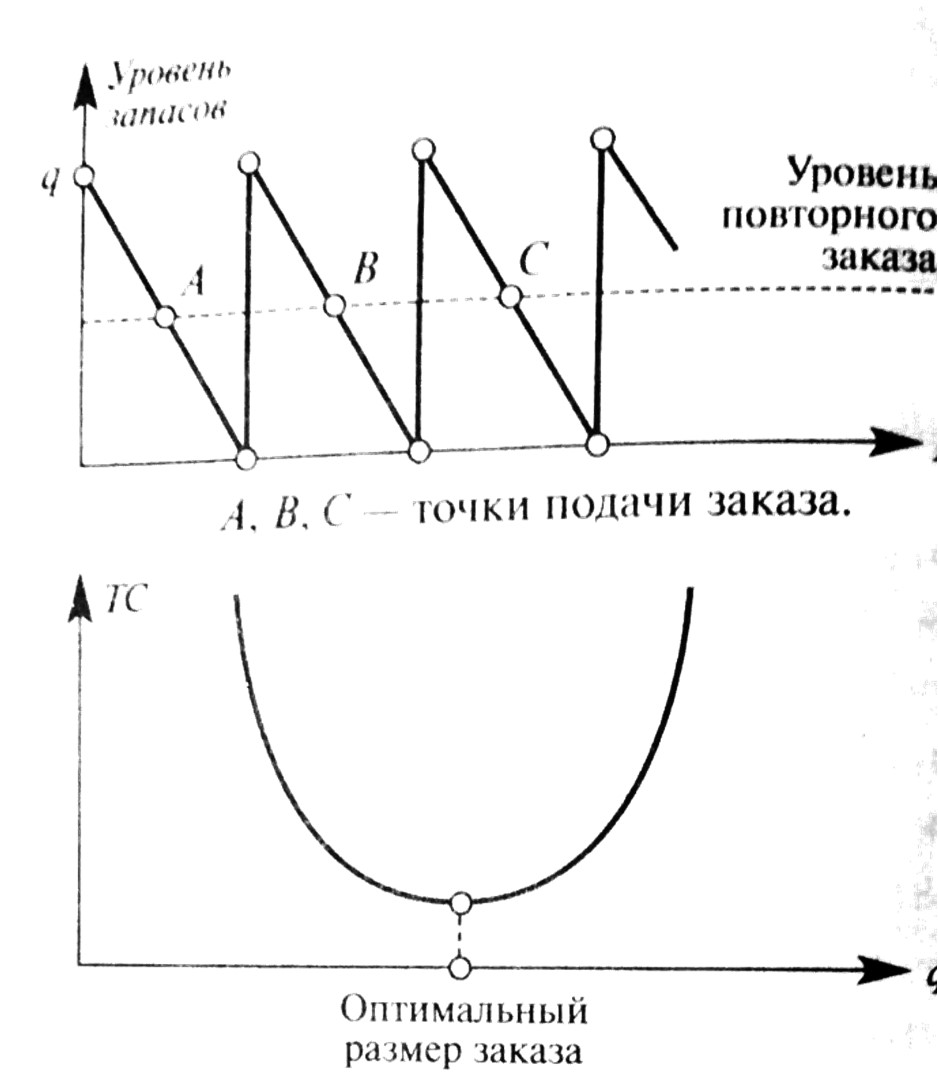 Уровень
запасов
q
Уровень
повторного
заказа
A
B
C
A, B, C — точки подачи заказа.
TC
q
Оптимальный
размер заказа